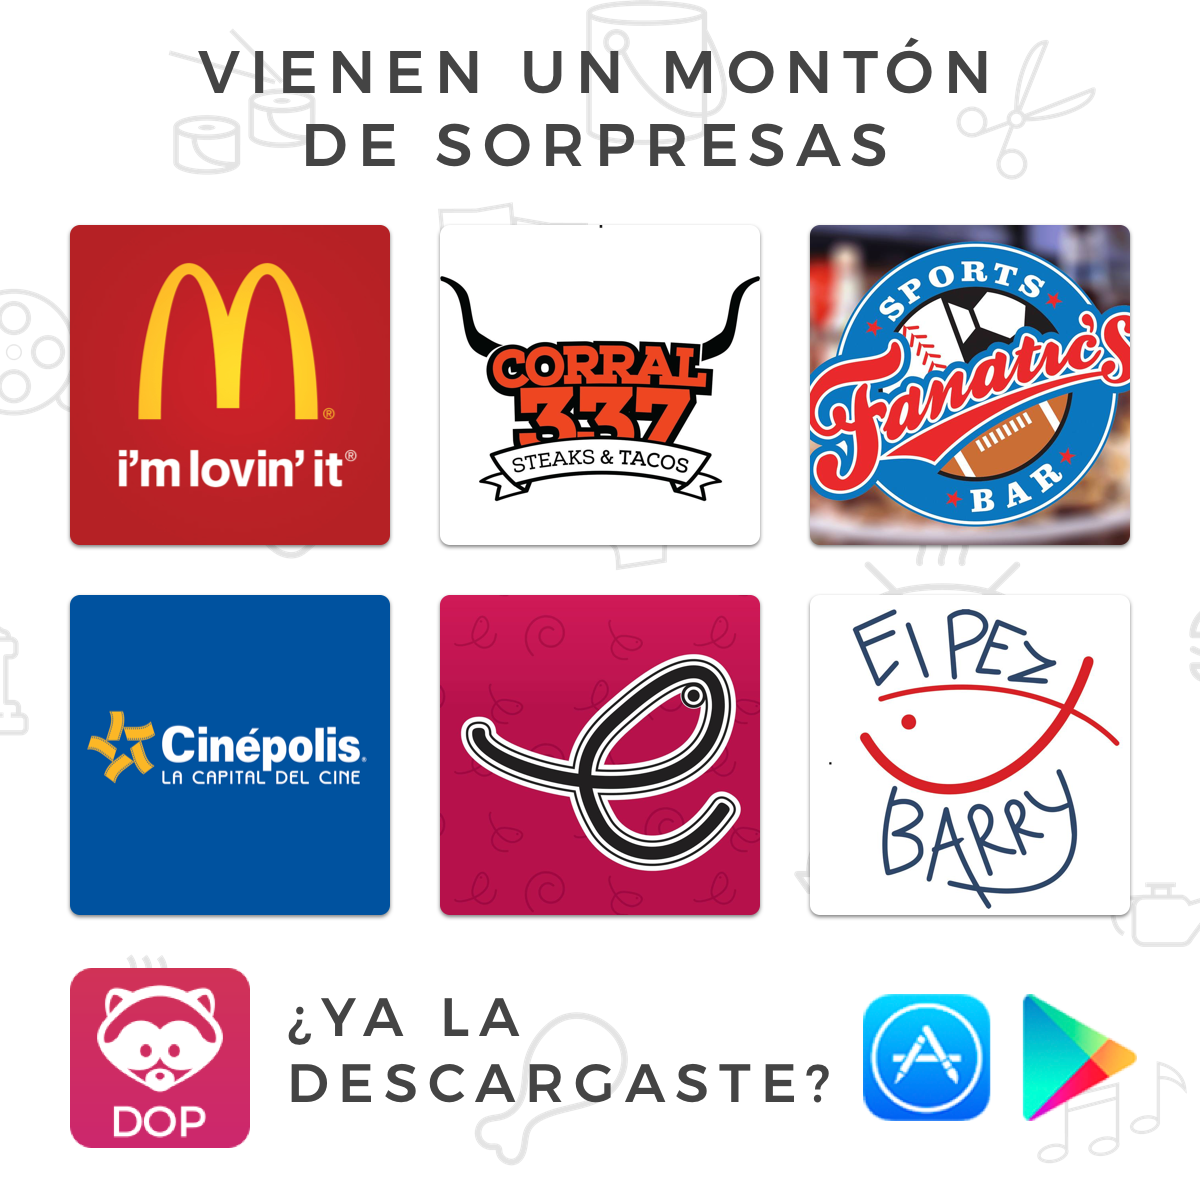 VIENEN UN MONTÓN
DE SORPRESAS
M®
i'm lovin' it®
CORRAL
337
STEAKS & TACOS
SPORTS
Fanatic's
BAR
Cinépolis®
LA CAPITAL DEL CINE
e
El PEz
BARRY
DOP
¿YA LA
DESCARGASTE?